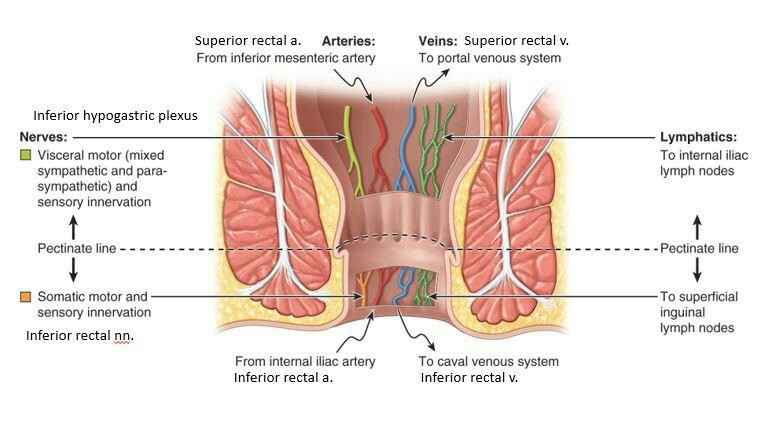 Superior rectal a. Arteries:
From inferior mesenteric artery
Veins: Superior rectal v.
To portal venous system
Inferior hypogastric plexus
Nerves:
Visceral motor (mixed
sympathetic and para-
sympathetic) and
sensory innervation
Lymphatics:
To internal iliac
lymph nodes
Pectinate line
Pectinate line
Somatic motor and
sensory innervation
Inferior rectal nn.
To superficial
inguinal
lymph nodes
From internal iliac artery
Inferior rectal a.
To caval venous system
Inferior rectal v.